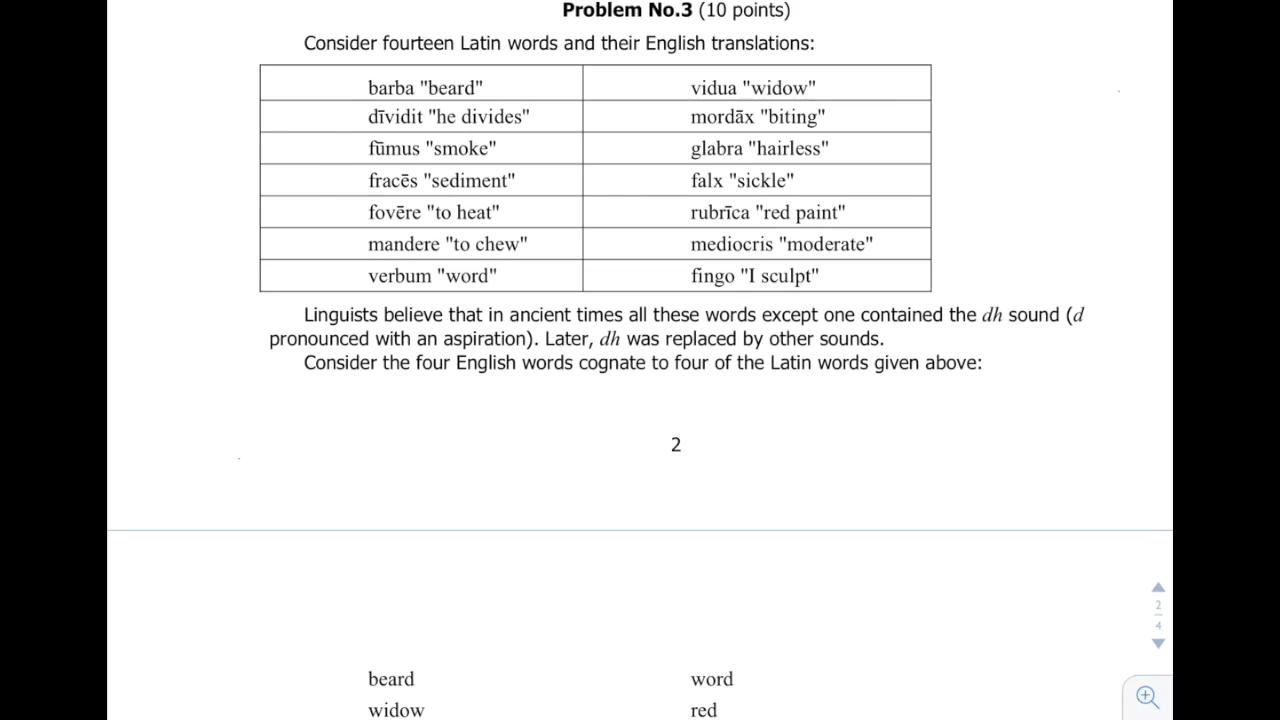 Problem No.3 (10 points)
Consider fourteen Latin words and their English translations:
barba "beard" vidua "widow"
dīvidit "he divides" mordāx "biting"
fūmus "smoke" glabra "hairless"
fracēs "sediment" falx "sickle"
fovēre "to heat" rubrīca "red paint"
mandere "to chew" mediocris "moderate"
verbum "word" fingo "I sculpt"
Linguists believe that in ancient times all these words except one contained the dh sound (d
pronounced with an aspiration). Later, dh was replaced by other sounds.
Consider the four English words cognate to four of the Latin words given above:
2
2
4
beard word
widow red